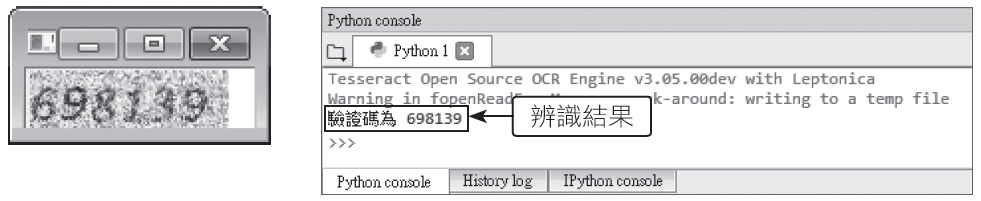 698139
Python console
Python 1
Tesseract Open Source OCR Engine v3.05.00dev with Leptonica
Warning in fopenRead k-around: writing to a temp file
驗證碼為 698139
辨識結果
>>>
Python console
History log
IPython console